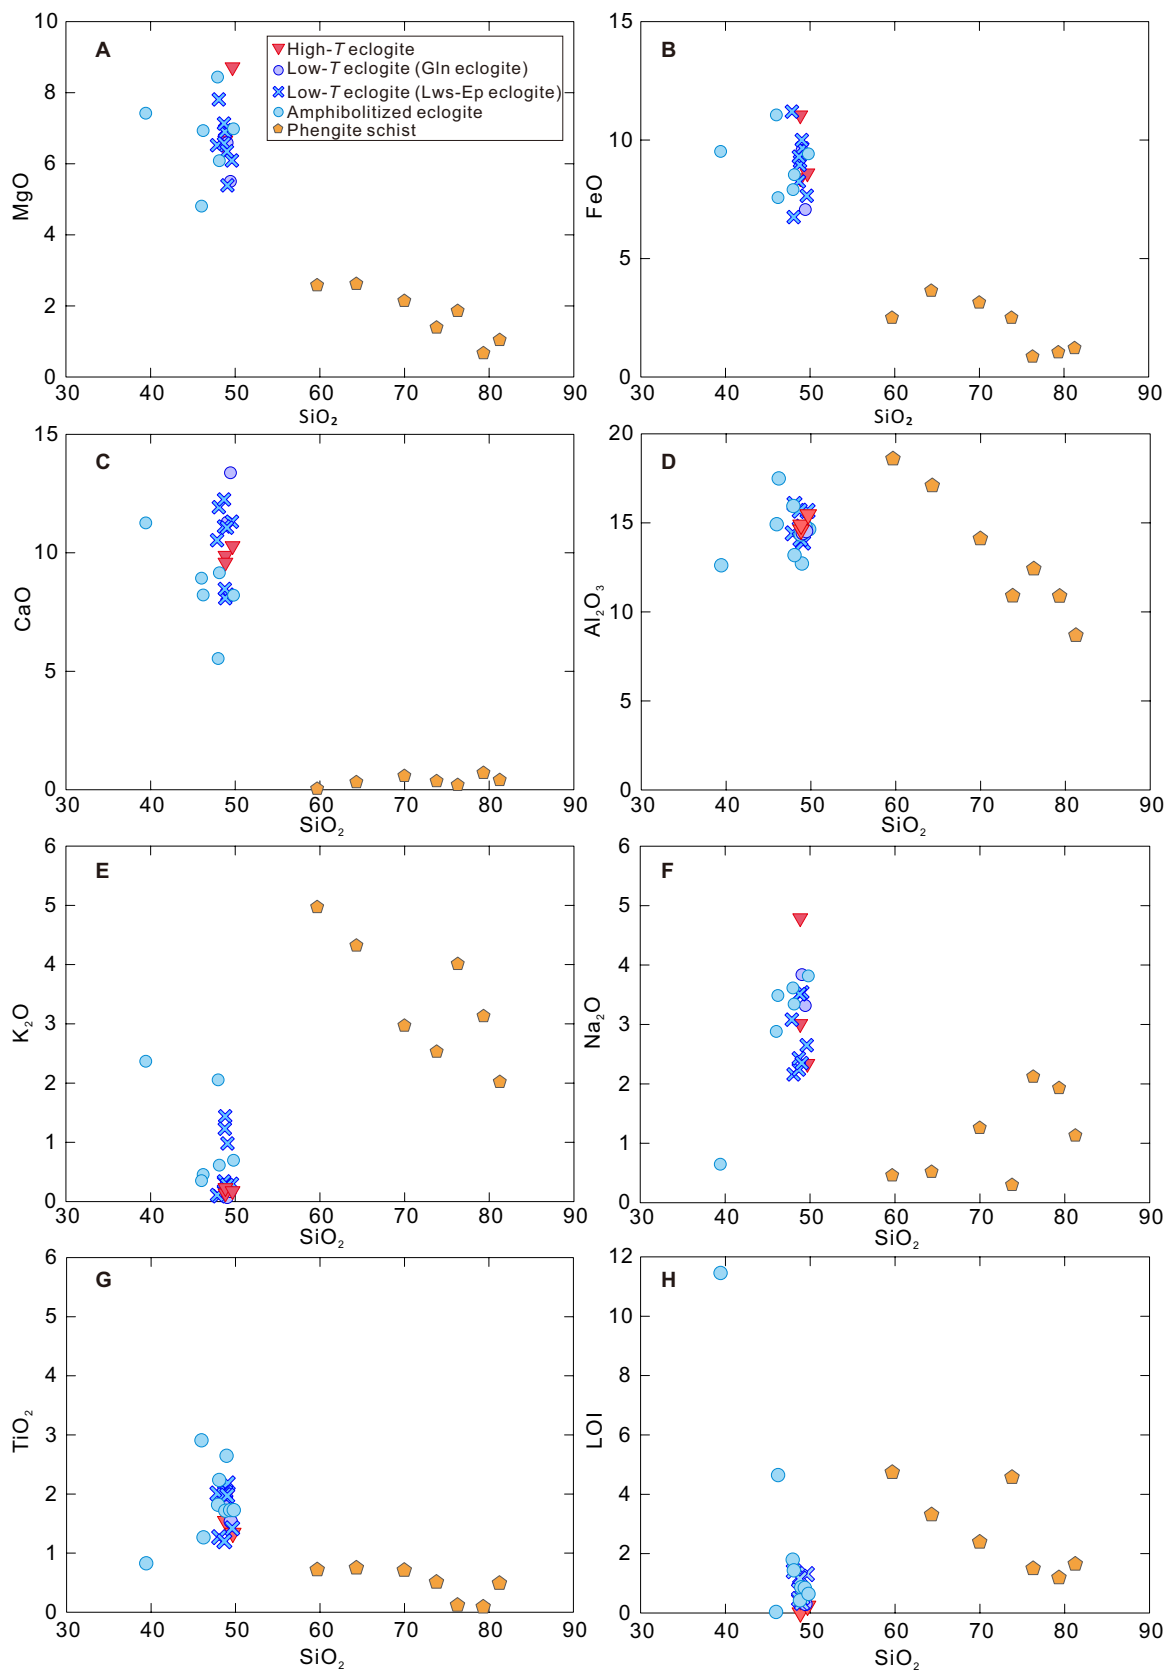 A
10
8
6
4
2
0
MgO
30 40 50 60 70 80 90
SiO₂
High-T eclogite
Low-T eclogite (Gln eclogite)
Low-T eclogite (Lws-Ep eclogite)
Amphibolitized eclogite
Phengite schist
B
15
10
5
0
FeO
30 40 50 60 70 80 90
SiO₂
C
15
10
5
0
CaO
30 40 50 60 70 80 90
SiO₂
D
20
15
10
5
0
Al₂O₃
30 40 50 60 70 80 90
SiO₂
E
6
5
4
3
2
1
0
K₂O
30 40 50 60 70 80 90
SiO₂
F
6
5
4
3
2
1
0
Na₂O
30 40 50 60 70 80 90
SiO₂
G
6
5
4
3
2
1
0
TiO₂
30 40 50 60 70 80 90
SiO₂
H
12
10
8
6
4
2
0
LOI
30 40 50 60 70 80 90
SiO₂